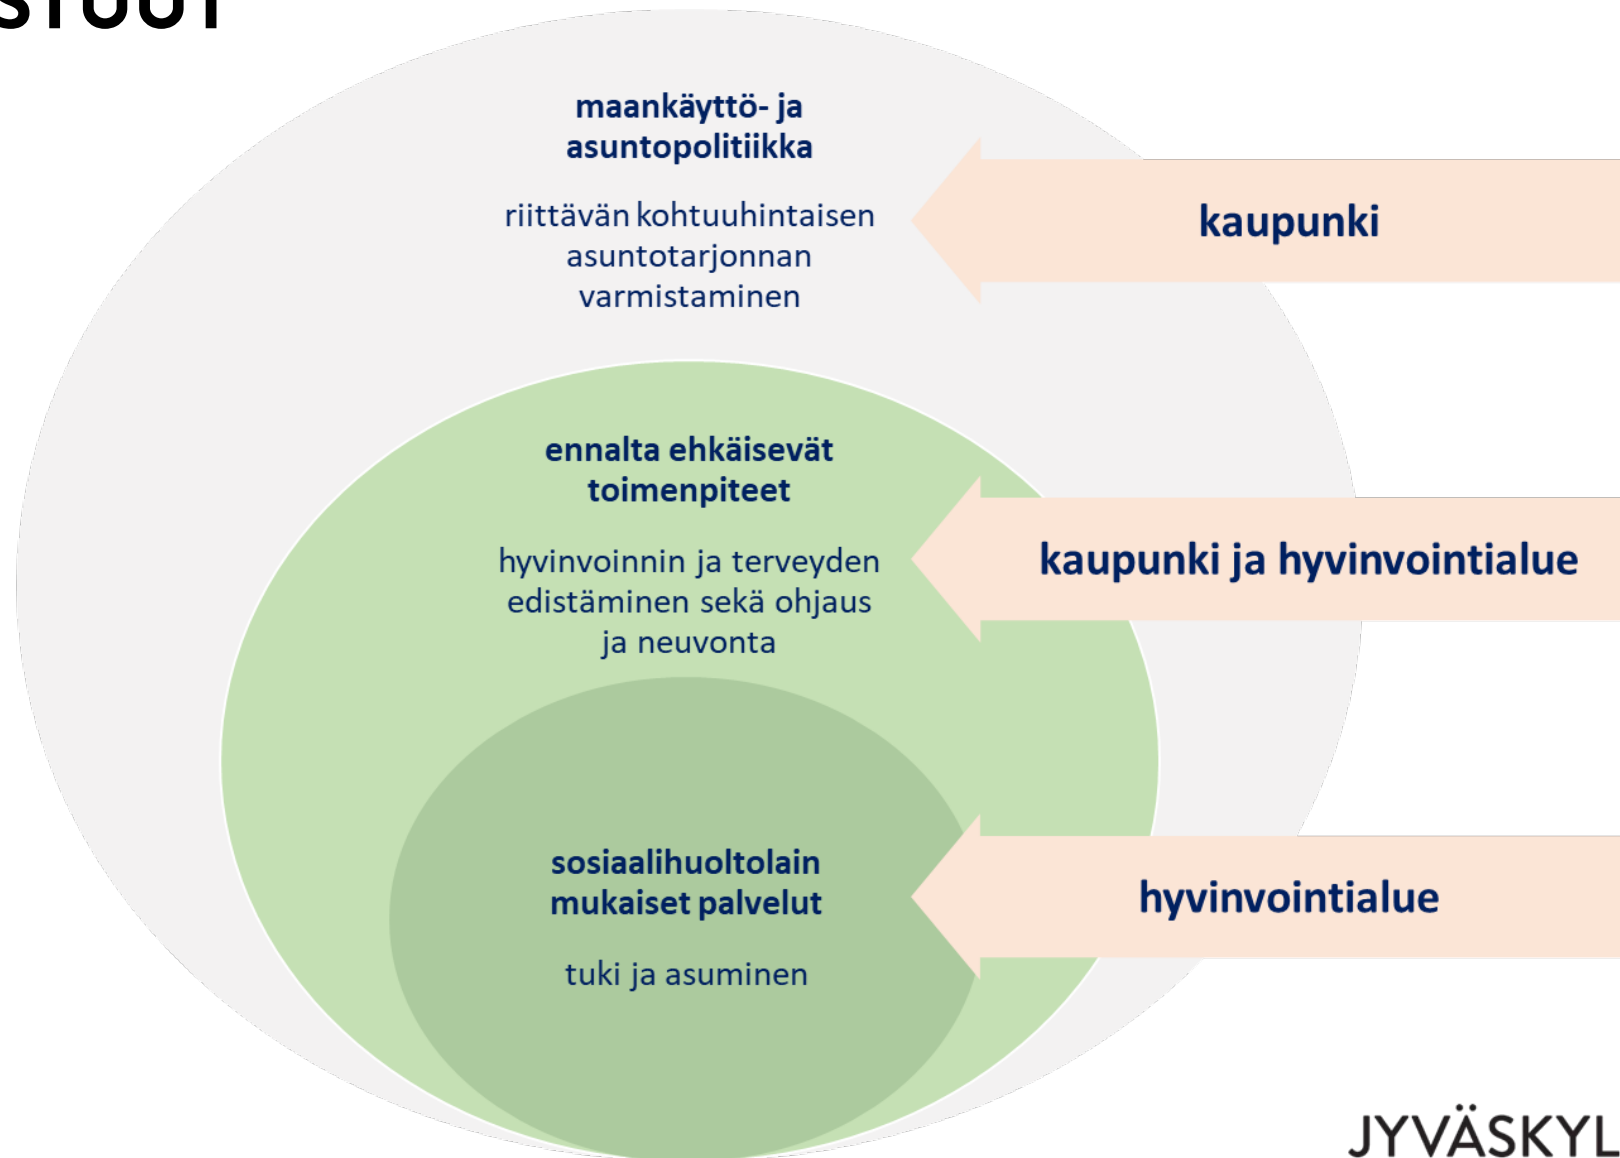 STUUT
maankäyttö- ja
asuntopolitiikka
riittävän kohtuuhintaisen
asuntotarjonnan
varmistaminen
kaupunki
ennalta ehkäisevät
toimenpiteet
hyvinvoinnin ja terveyden
edistäminen sekä ohjaus
ja neuvonta
kaupunki ja hyvinvointialue
sosiaalihuoltolain
mukaiset palvelut
tuki ja asuminen
hyvinvointialue
JYVÄSKYL